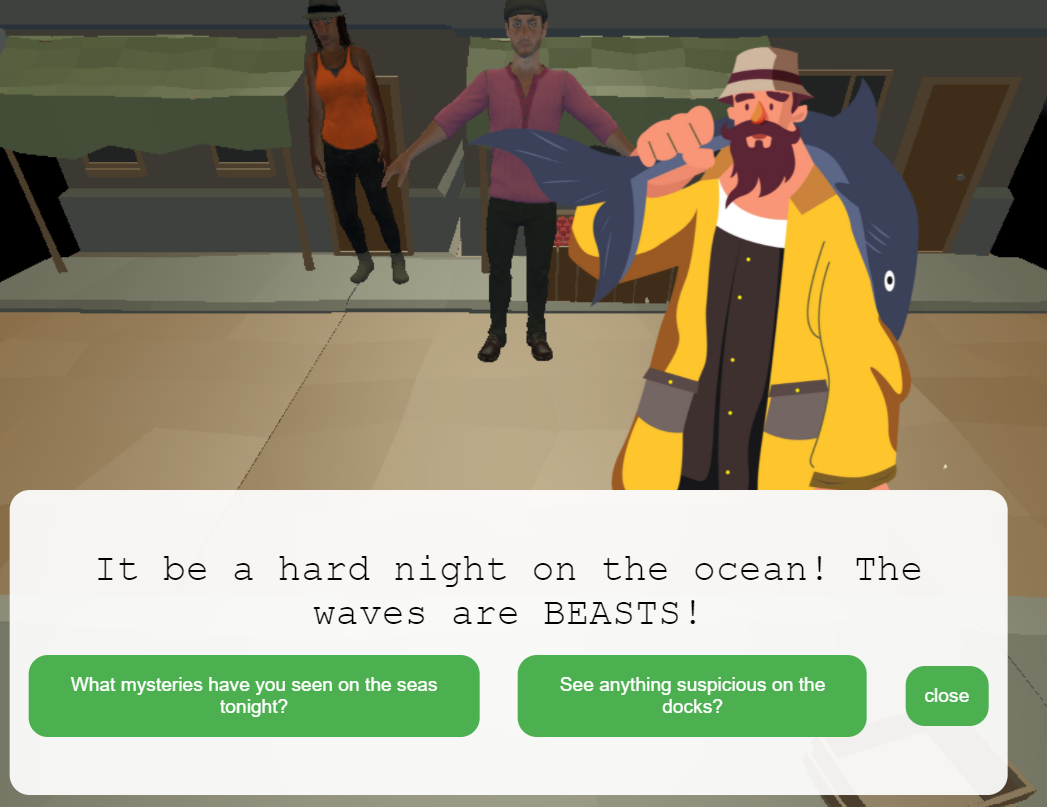 It be a hard night on the ocean! The
waves are BEASTS!
What mysteries have you seen on the seas
tonight?
See anything suspicious on the
docks?
close